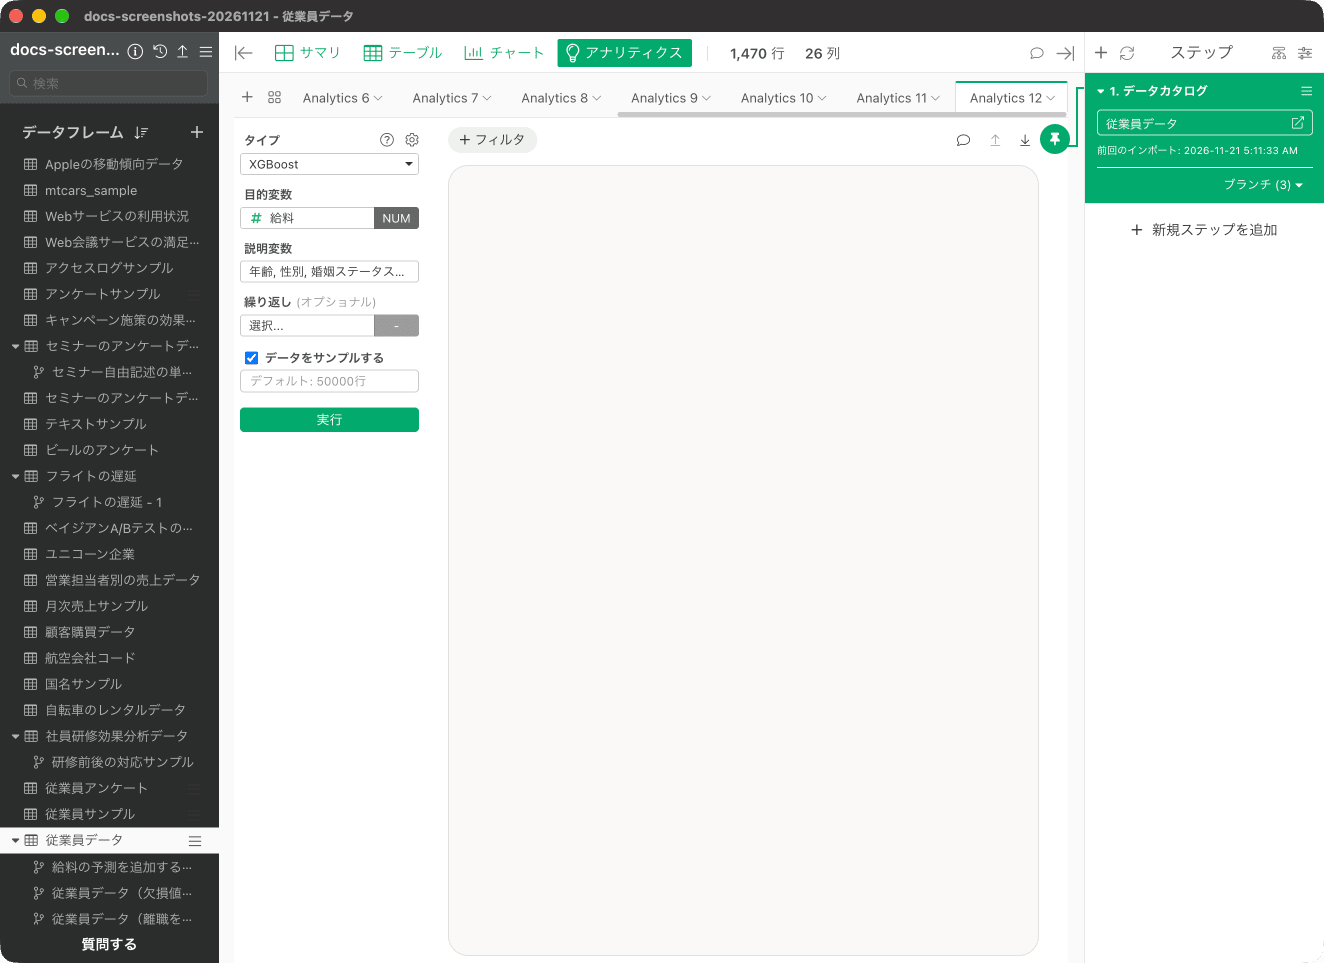 docs-screenshots-20261121 - 従業員データ
docs-screen...
検索
データフレーム
Appleの移動傾向データ
mtcars_sample
Webサービスの利用状況
Web会議サービスの満足…
アクセスログサンプル
アンケートサンプル
キャンペーン施策の効果…
セミナーのアンケートデ…
セミナー自由記述の単…
セミナーのアンケートデ…
テキストサンプル
ビールのアンケート
フライトの遅延
フライトの遅延 - 1
ベイジアンA/Bテストの…
ユニコーン企業
営業担当者別の売上データ
月次売上サンプル
顧客購買データ
航空会社コード
国名サンプル
自転車のレンタルデータ
社員研修効果分析データ
研修前後の対応サンプル
従業員アンケート
従業員サンプル
従業員データ
給料の予測を追加する…
従業員データ（欠損値…
従業員データ（離職を…
質問する
サマリ テーブル チャート アナリティクス 1,470 行 26 列
Analytics 6 Analytics 7 Analytics 8 Analytics 9 Analytics 10 Analytics 11 Analytics 12
タイプ
XGBoost
目的変数
# 給料 NUM
説明変数
年齢, 性別, 婚姻ステータス...
繰り返し (オプショナル)
選択... -
データをサンプルする
デフォルト: 50000行
実行
+ フィルタ
ステップ
1. データカタログ
従業員データ
前回のインポート: 2026-11-21 5:11:33 AM
ブランチ (3)
+ 新規ステップを追加